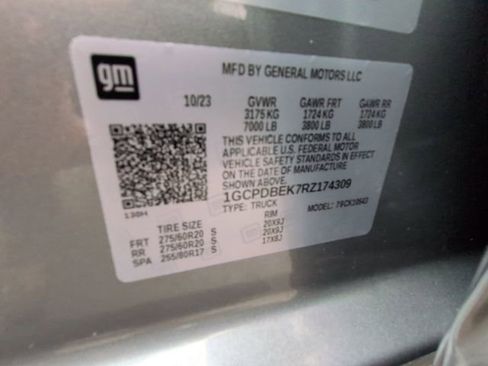 gm
MFD BY GENERAL MOTORS LLC
10/23 GVWR GAWR FRT GAWR RR
3175 KG 1724 KG 1724 KG
7000 LB 3800 LB 3800 LB
THIS VEHICLE CONFORMS TO ALL
APPLICABLE U.S. FEDERAL MOTOR
VEHICLE SAFETY STANDARDS IN EFFECT
ON THE DATE OF MANUFACTURE
SHOWN ABOVE
1GCPDBEK7RZ174309
TYPE: TRUCK MODEL:
TIRE SIZE RIM
FRT 275/60R20 S 20X9J
RR 275/60R20 S 20X9J
SPA 255/80R17 S 17X8J